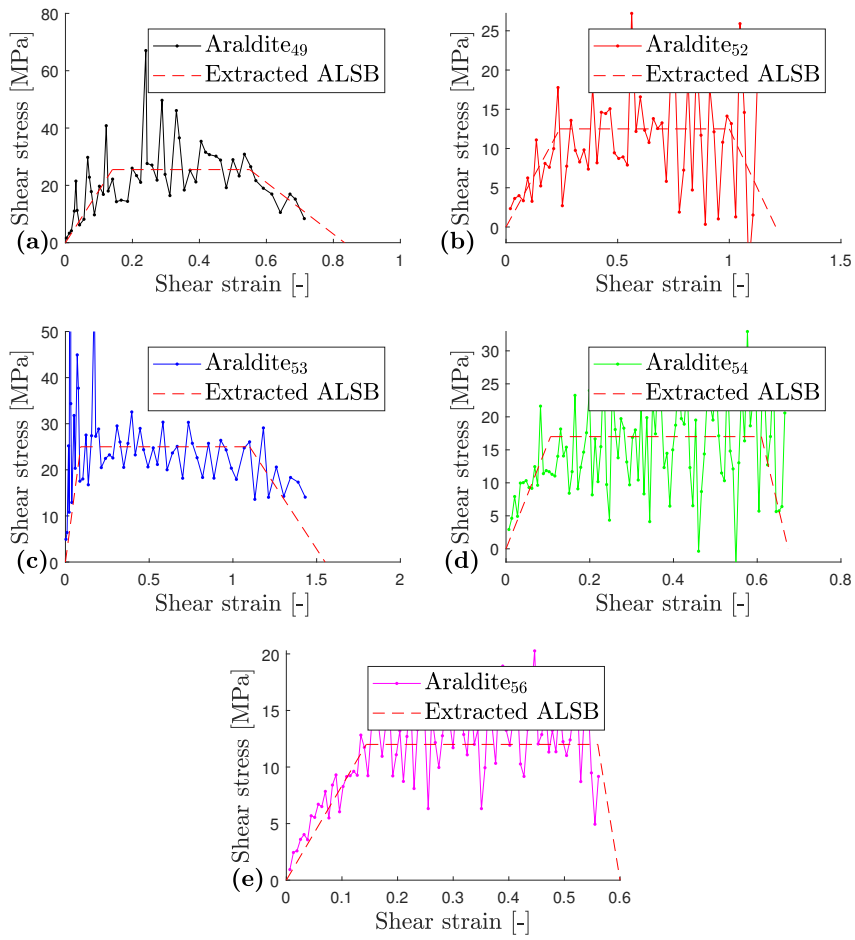 80
60
40
20
0
Shear stress [MPa]
Araldite49
Extracted ALSB
(a)
0 0.2 0.4 0.6 0.8 1
Shear strain [-]
25
20
15
10
5
0
Shear stress [MPa]
Araldite52
Extracted ALSB
(b)
0 0.5 1 1.5
Shear strain [-]
50
40
30
20
10
0
Shear stress [MPa]
Araldite53
Extracted ALSB
(c)
0 0.5 1 1.5 2
Shear strain [-]
30
25
20
15
10
5
0
Shear stress [MPa]
Araldite54
Extracted ALSB
(d)
0 0.2 0.4 0.6 0.8
Shear strain [-]
20
15
10
5
0
Shear stress [MPa]
Araldite56
Extracted ALSB
(e)
0 0.1 0.2 0.3 0.4 0.5 0.6
Shear strain [-]